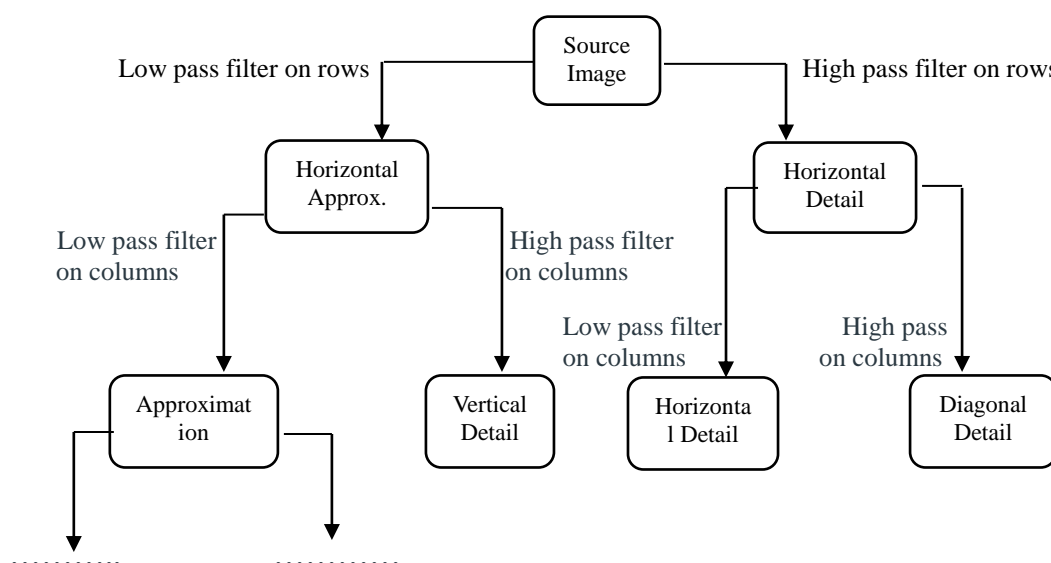 Source
Image
Low pass filter on rows
High pass filter on rows
Horizontal
Approx.
Horizontal
Detail
Low pass filter
on columns
High pass filter
on columns
Low pass filter
on columns
High pass
on columns
Approximat
ion
Vertical
Detail
Horizonta
l Detail
Diagonal
Detail